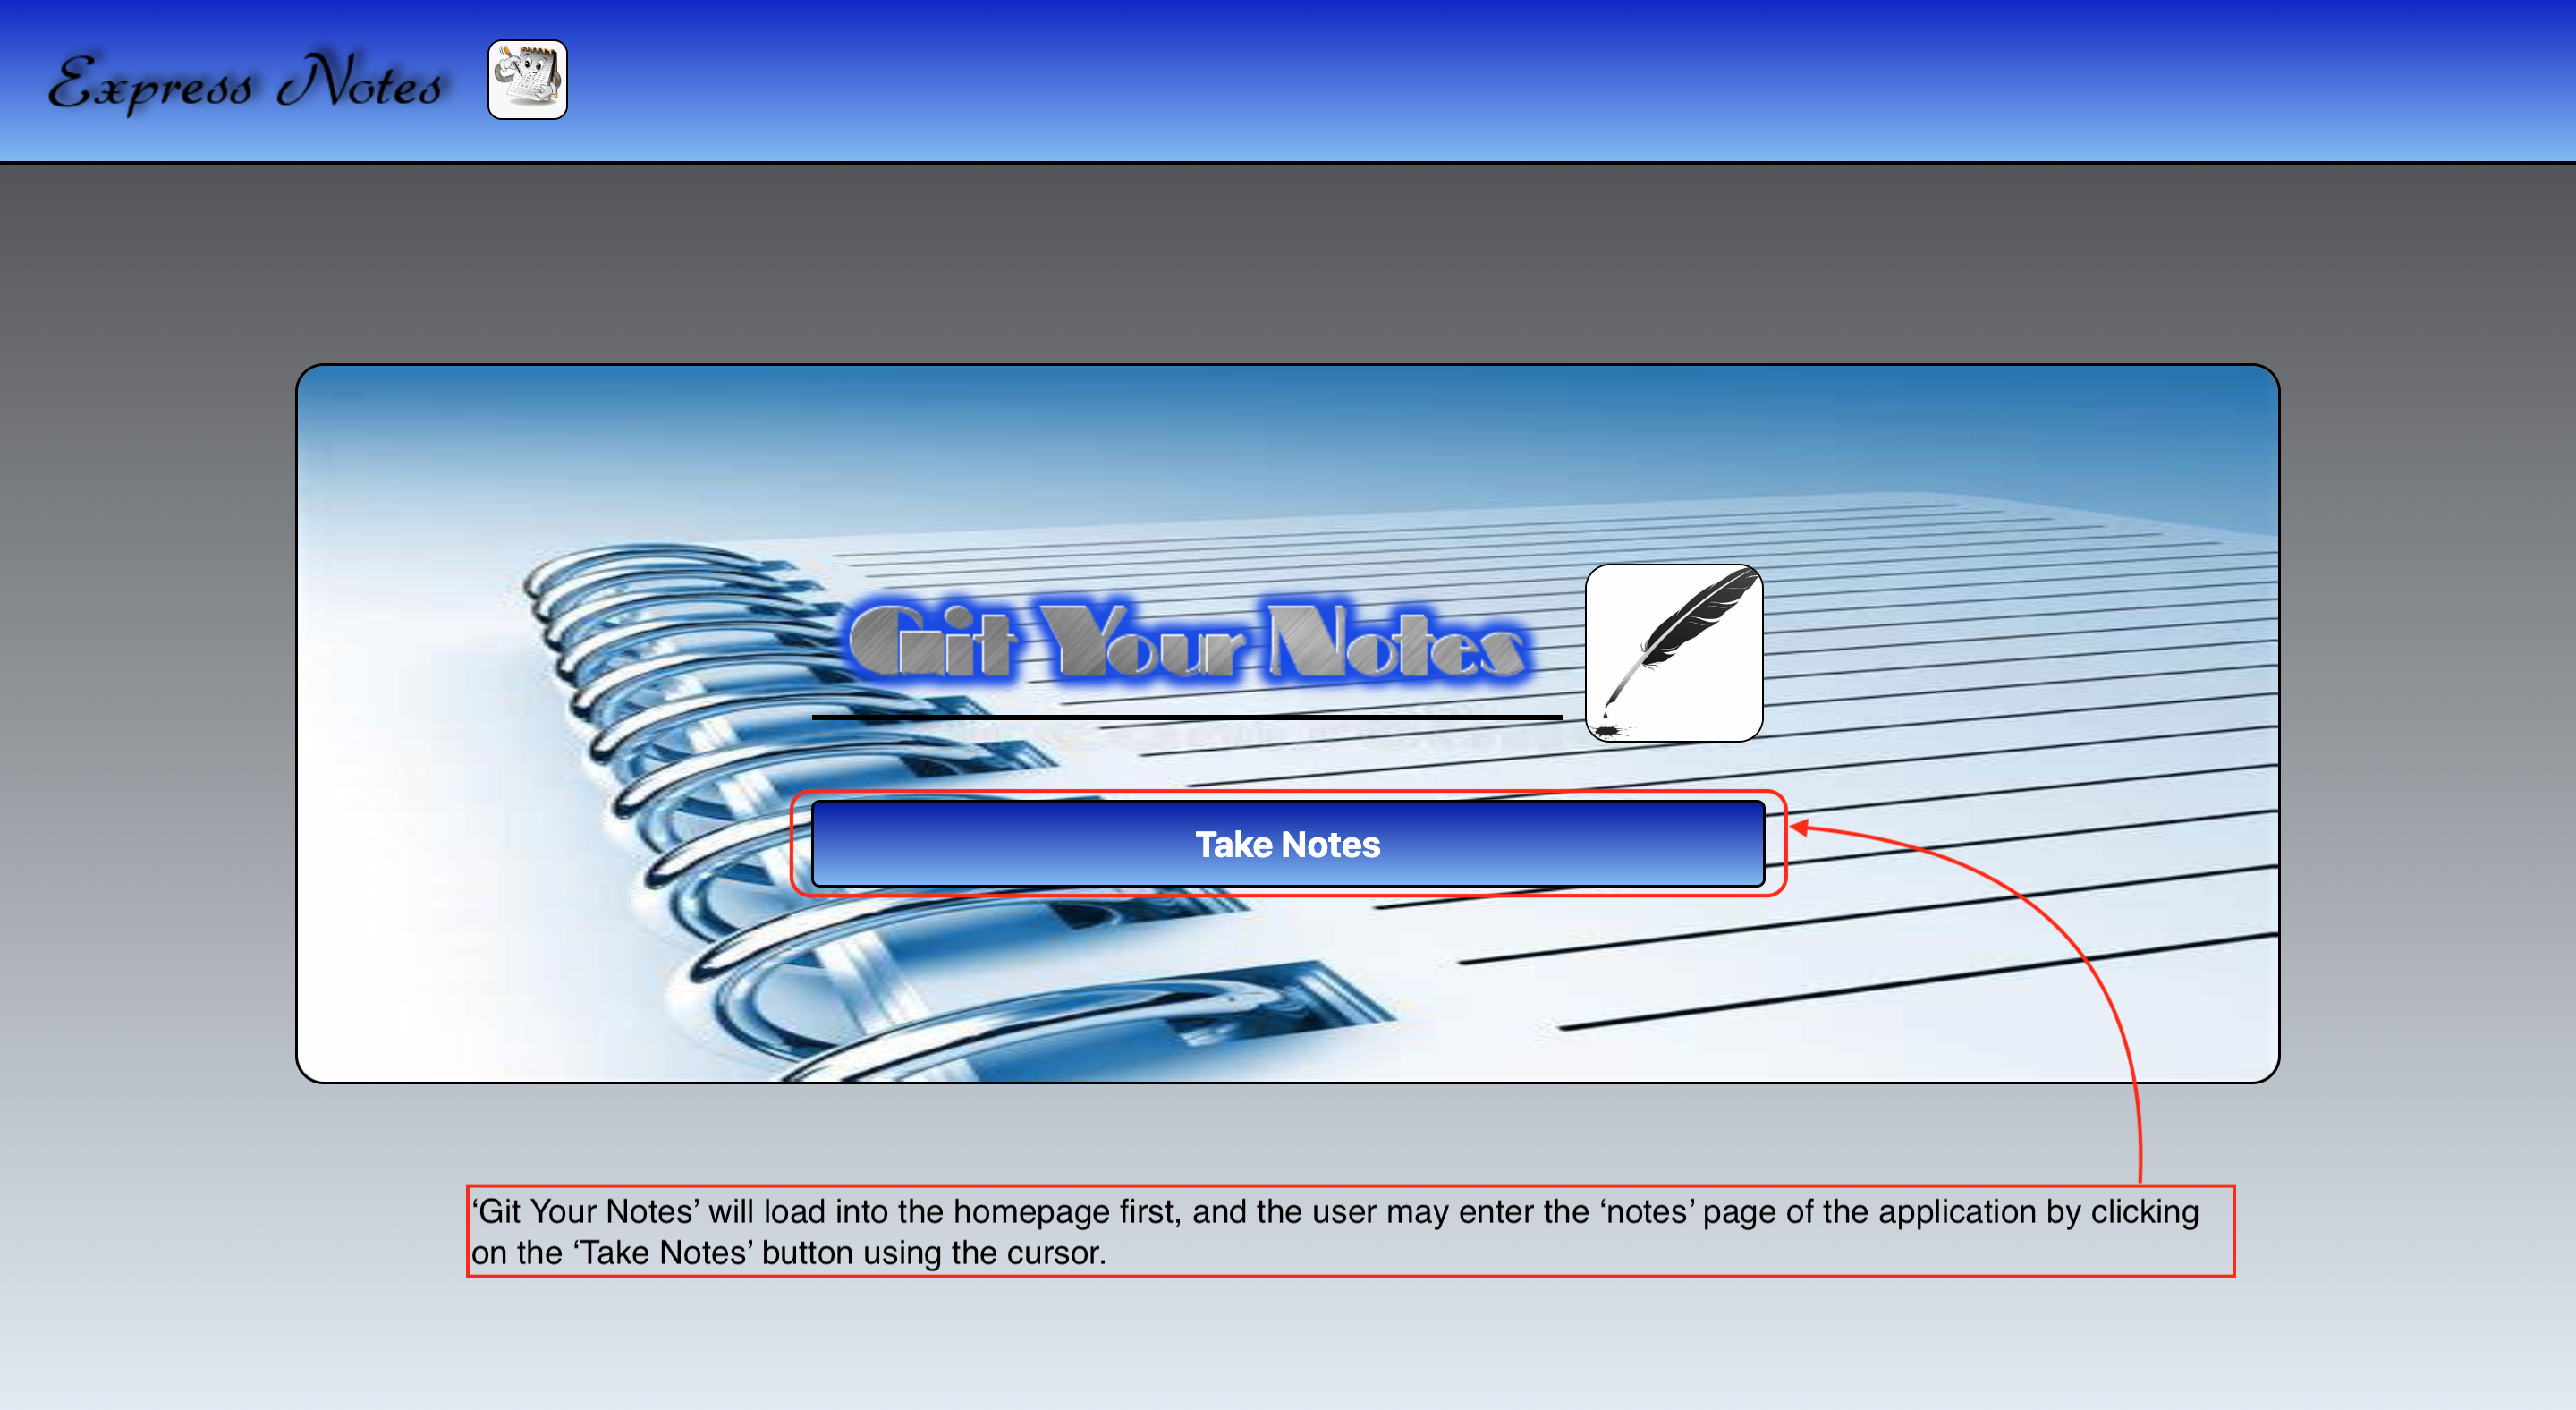 Express Notes
Git Your Notes
Take Notes
‘Git Your Notes’ will load into the homepage first, and the user may enter the ‘notes’ page of the application by clicking
on the ‘Take Notes’ button using the cursor.